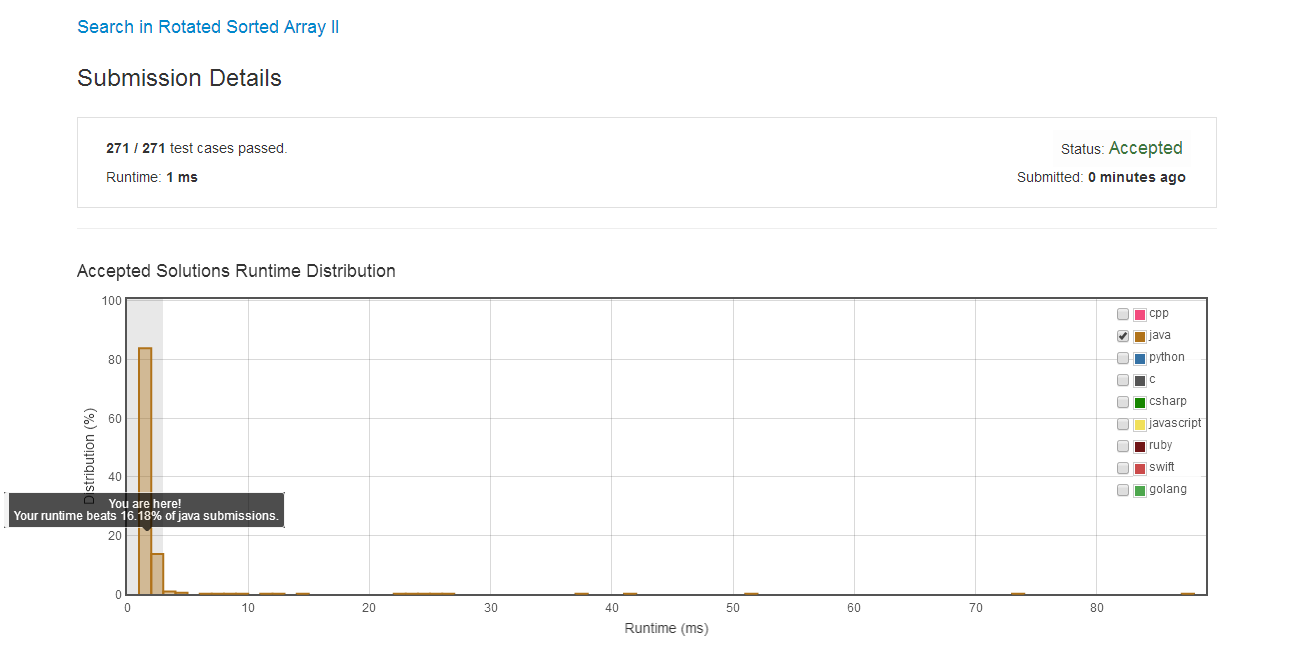 Search in Rotated Sorted Array II
Submission Details
271 / 271 test cases passed.
Status: Accepted
Runtime: 1 ms
Submitted: 0 minutes ago
Accepted Solutions Runtime Distribution
100
80
60
40
20
0
Distribution (%)
You are here!
Your runtime beats 16.18% of java submissions.
cpp
java
python
c
csharp
javascript
ruby
swift
golang
0 10 20 30 40 50 60 70 80
Runtime (ms)